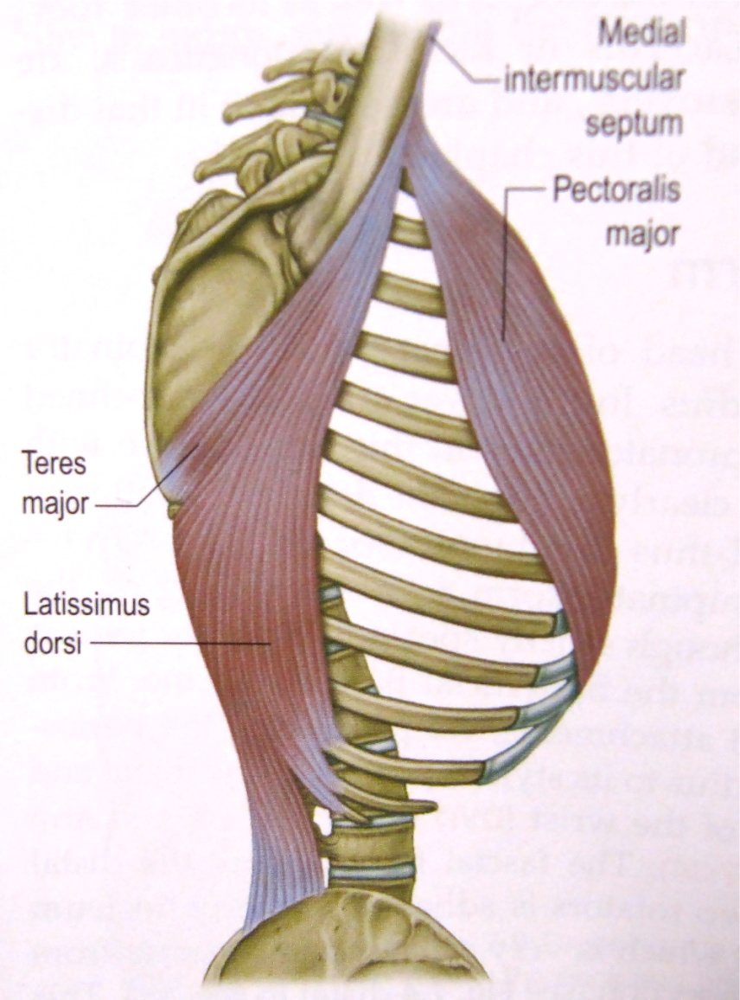 Medial
intermuscular
septum
Pectoralis
major
Teres
major
Latissimus
dorsi